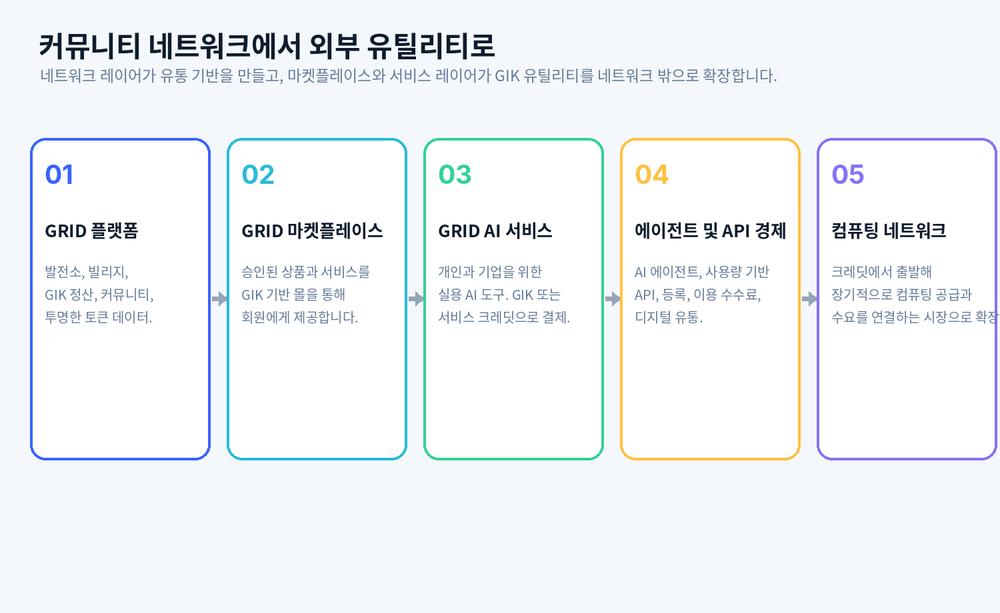 커뮤니티 네트워크에서 외부 유틸리티로
네트워크 레이어가 유통 기반을 만들고, 마켓플레이스와 서비스 레이어가 GIK 유틸리티를 네트워크 밖으로 확장합니다.
01
GRID 플랫폼
발전소, 빌리지,
GIK 정산, 커뮤니티,
투명한 토큰 데이터.
02
GRID 마켓플레이스
승인된 상품과 서비스를
GIK 기반 몰을 통해
회원에게 제공합니다.
03
GRID AI 서비스
개인과 기업을 위한
실용 AI 도구. GIK 또는
서비스 크레딧으로 결제.
04
에이전트 및 API 경제
AI 에이전트, 사용량 기반
API, 등록, 이용 수수료,
디지털 유통.
05
컴퓨팅 네트워크
크레딧에서 출발해
장기적으로 컴퓨팅 공급과
수요를 연결하는 시장으로 확장